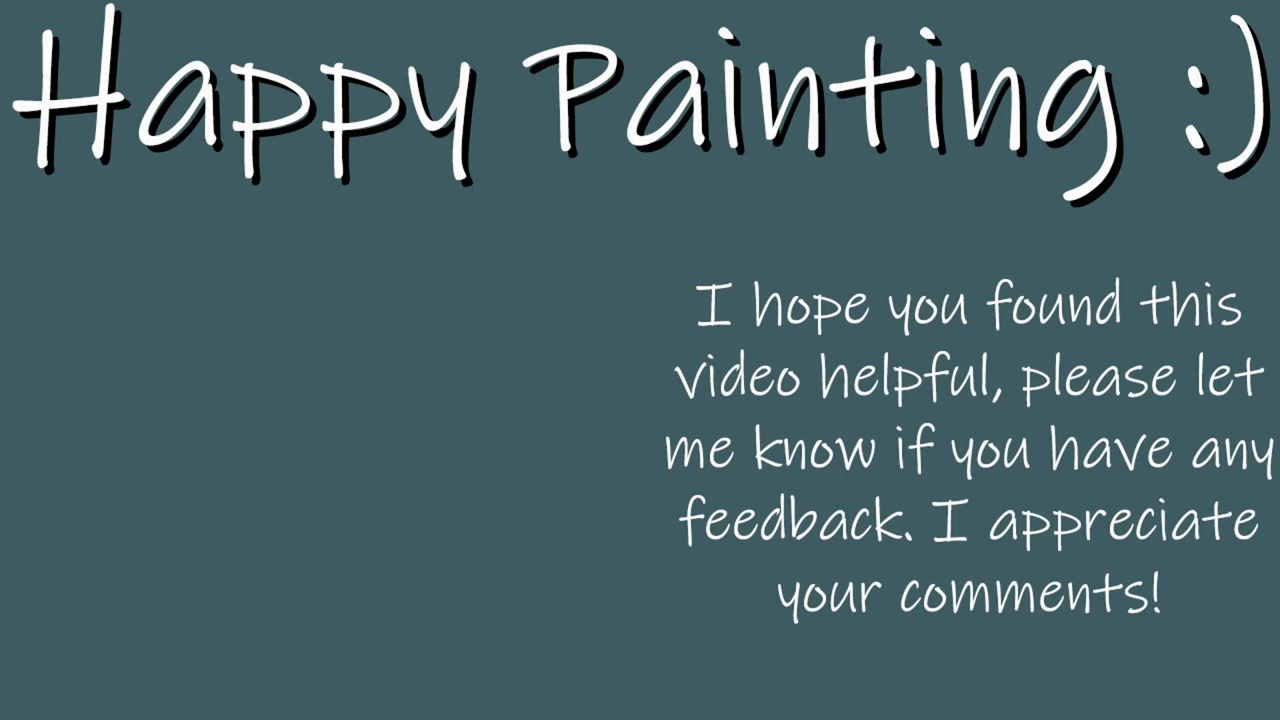 Happy Painting :)
I hope you found this
video helpful, please let
me know if you have any
feedback. I appreciate
your comments!